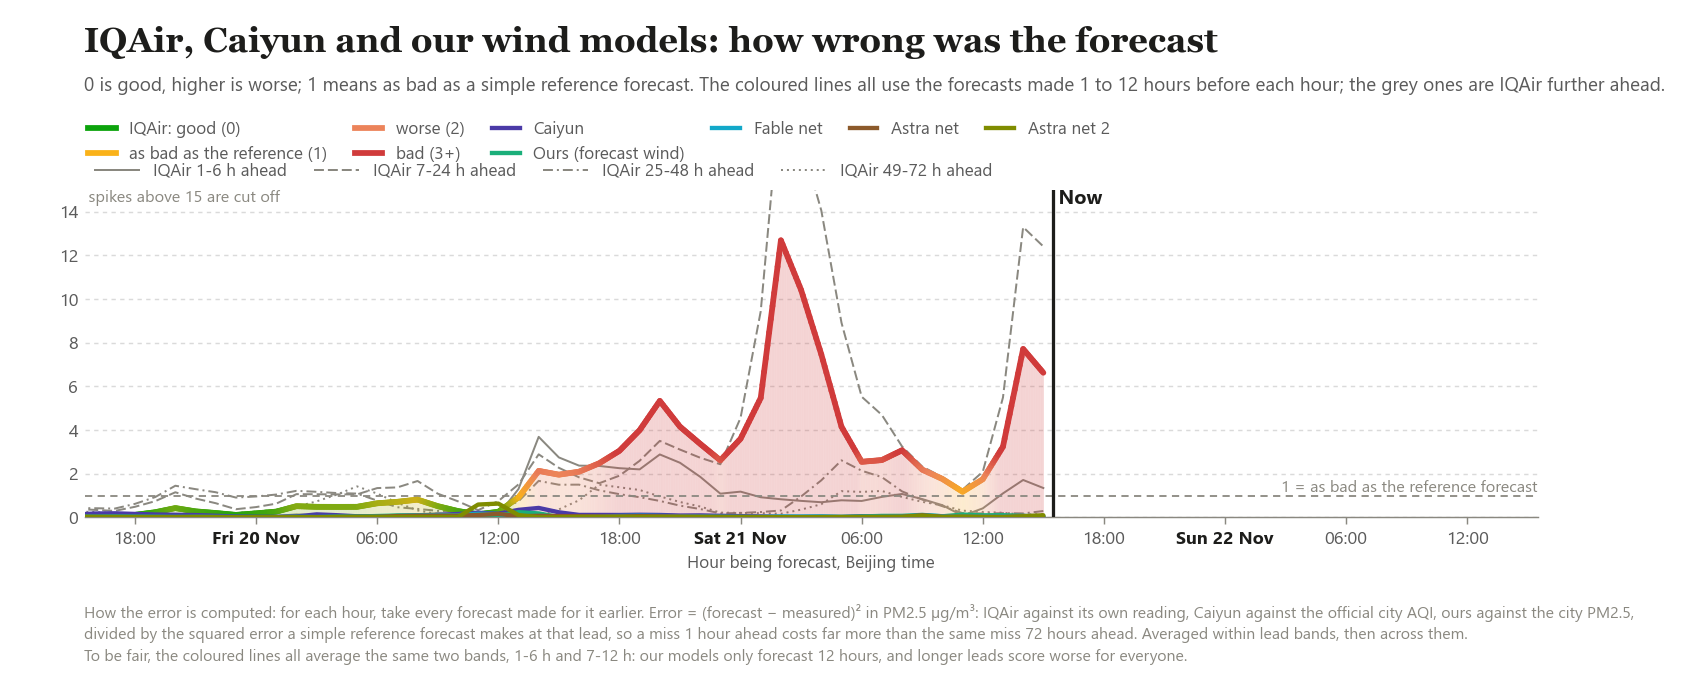 IQAir, Caiyun and our wind models: how wrong was the forecast
0 is good, higher is worse; 1 means as bad as a simple reference forecast. The coloured lines all use the forecasts made 1 to 12 hours before each hour; the grey ones are IQAir further ahead.
IQAir: good (0) worse (2) Caiyun Fable net Astra net Astra net 2
as bad as the reference (1) bad (3+) Ours (forecast wind)
IQAir 1-6 h ahead IQAir 7-24 h ahead IQAir 25-48 h ahead IQAir 49-72 h ahead
spikes above 15 are cut off
Now
14
12
10
8
6
4
2
1 = as bad as the reference forecast
0
18:00 Fri 20 Nov 06:00 12:00 18:00 Sat 21 Nov 06:00 12:00 18:00 Sun 22 Nov 06:00 12:00
Hour being forecast, Beijing time
How the error is computed: for each hour, take every forecast made for it earlier. Error = (forecast − measured)² in PM2.5 µg/m³: IQAir against its own reading, Caiyun against the official city AQI, ours against the city PM2.5,
divided by the squared error a simple reference forecast makes at that lead, so a miss 1 hour ahead costs far more than the same miss 72 hours ahead. Averaged within lead bands, then across them.
To be fair, the coloured lines all average the same two bands, 1-6 h and 7-12 h: our models only forecast 12 hours, and longer leads score worse for everyone.